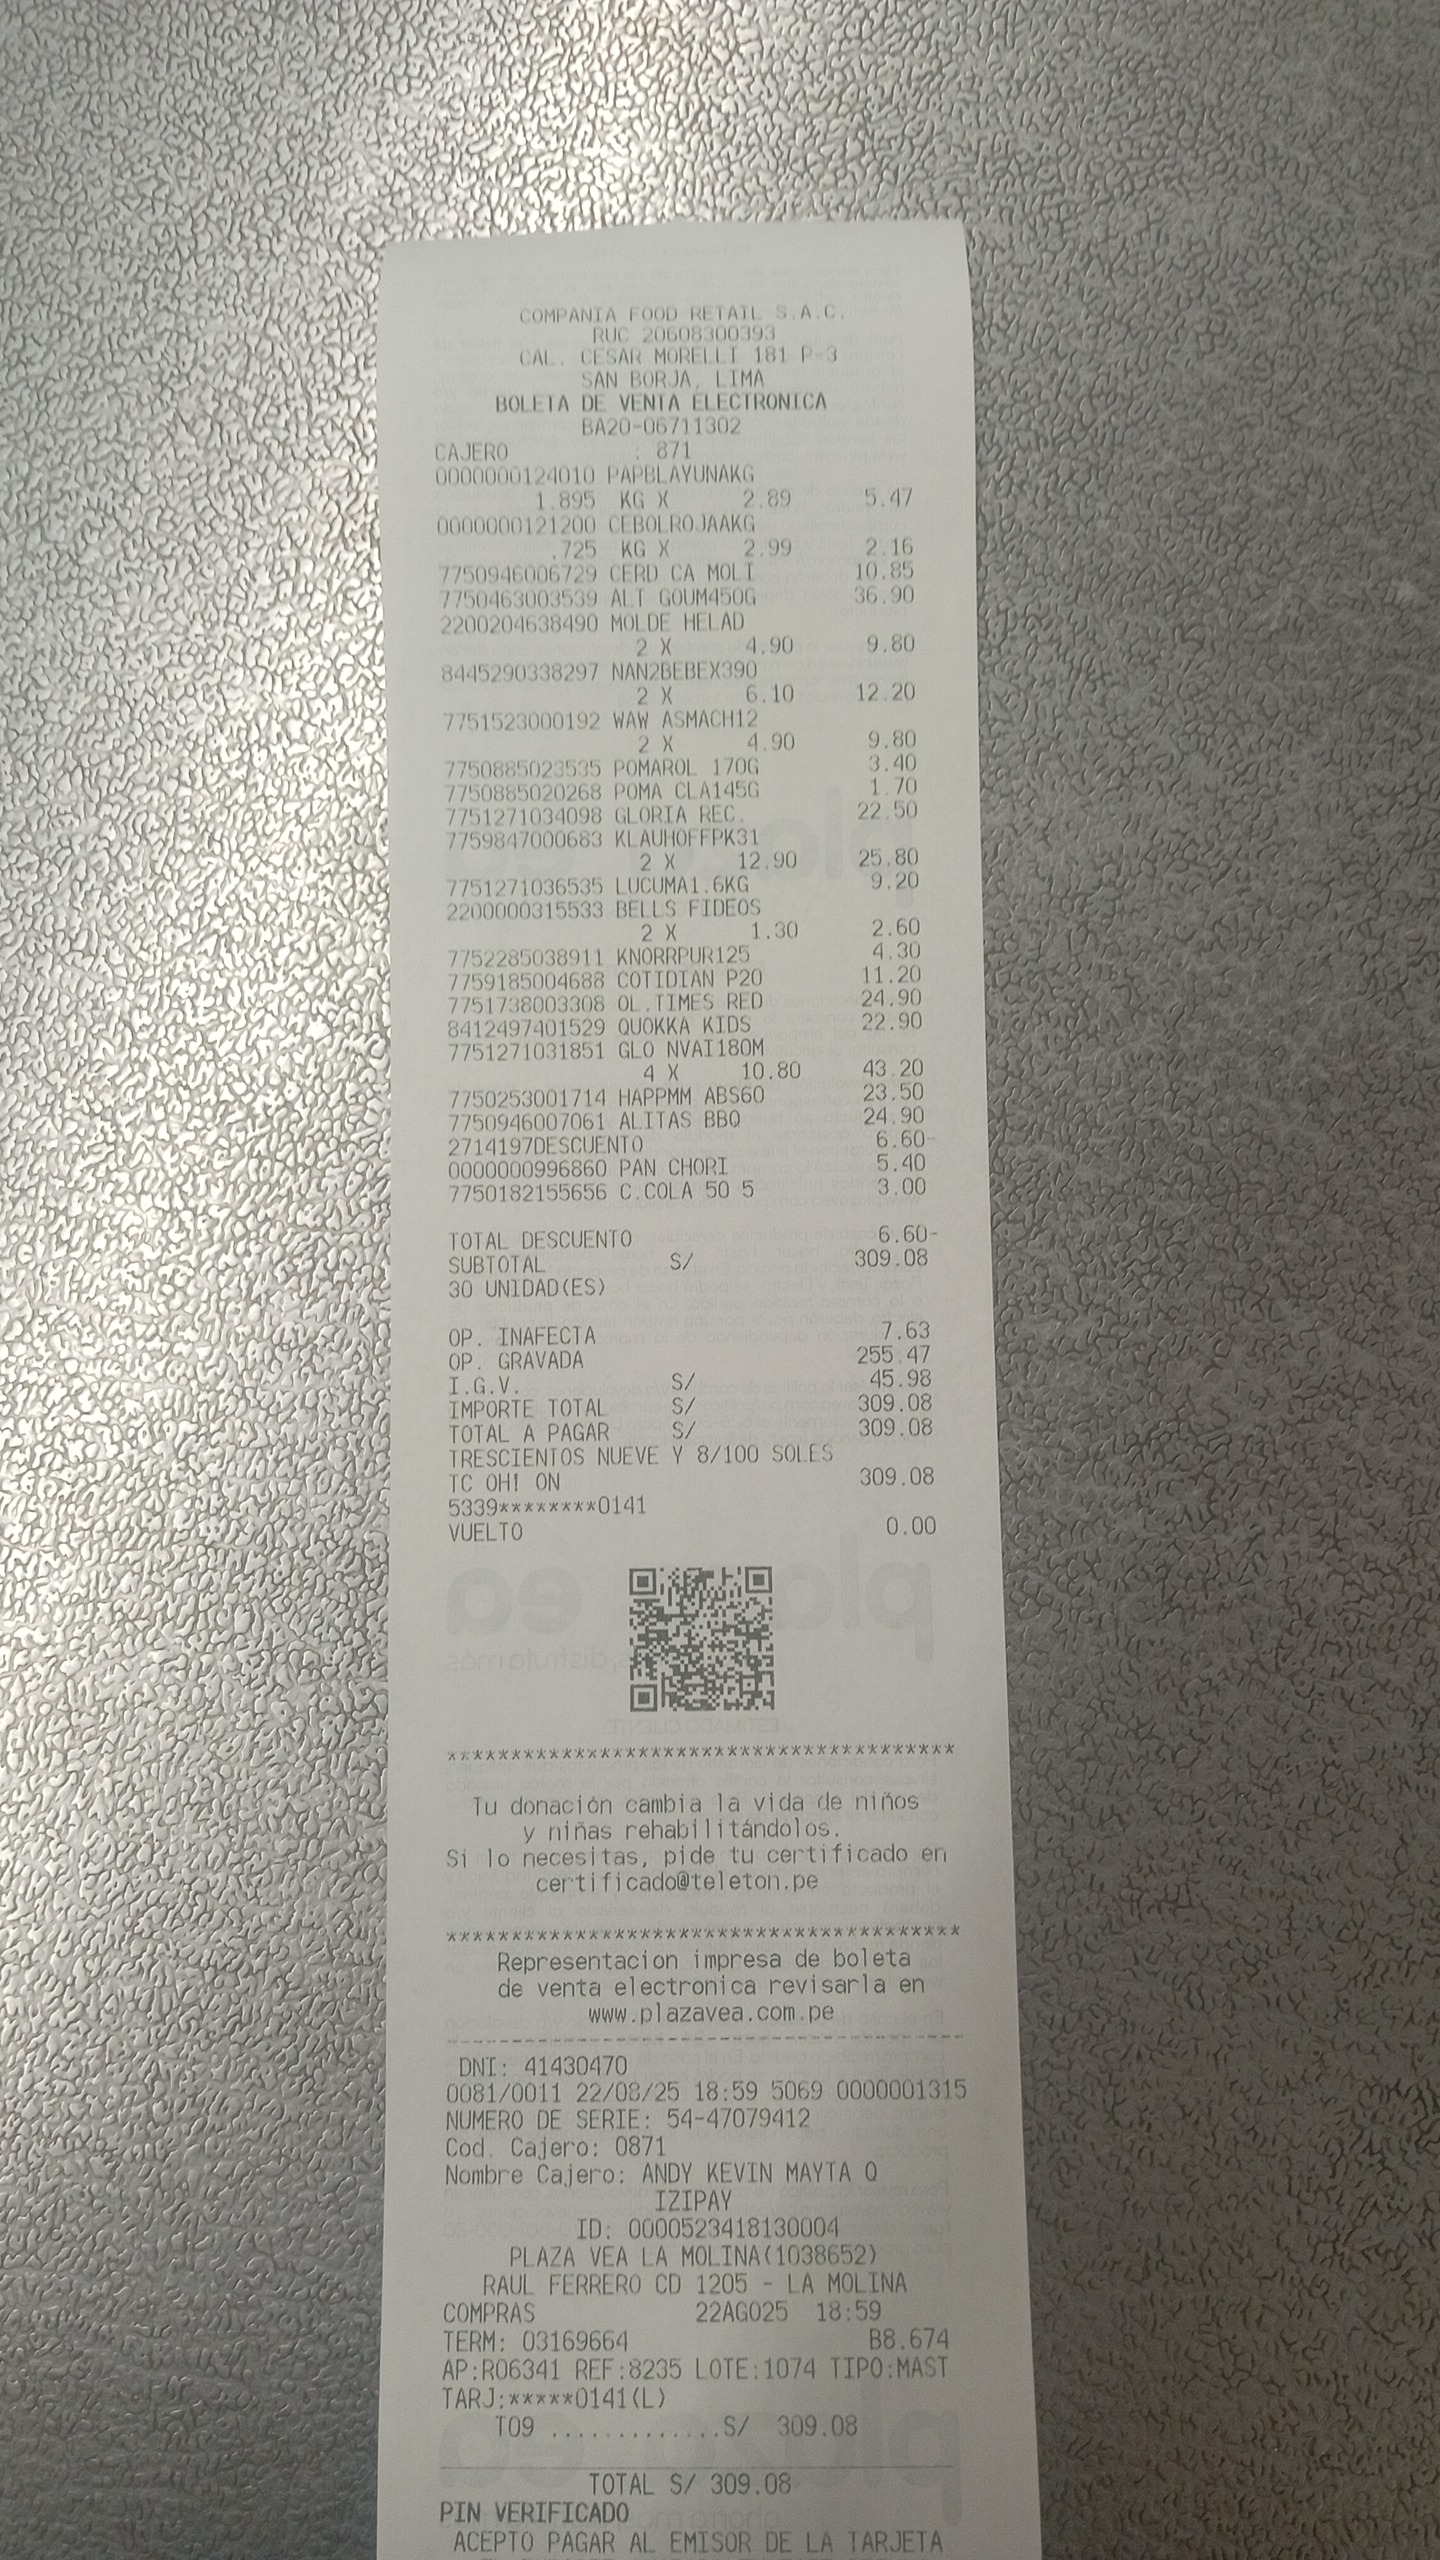 COMPANIA FOOD RETAIL S.A.C.
RUC 20608300393
CAL. CESAR MORELLI 181 P-3
SAN BORJA, LIMA
BOLETA DE VENTA ELECTRONICA
BA20-06711302
CAJERO : 871
0000000124010 PAPBLAYUNAKG
1.895 KG X 2.89 5.47
0000000121200 CEBOLROJAAKG
.725 KG X 2.99 2.16
7750946006729 CERD CA MOLI 10.85
7750463003539 ALT GOUM450G 36.90
2200204638490 MOLDE HELAD
2 X 4.90 9.80
8445290338297 NAN2BEBEX390
2 X 6.10 12.20
7751523000192 WAW ASMACH12
2 X 4.90 9.80
7750885023535 POMAROL 170G 3.40
7750885020268 POMA CLA145G 1.70
7751271034098 GLORIA REC. 22.50
7759847000683 KLAUHOFFPK31
2 X 12.90 25.80
7751271036535 LUCUMA1.6KG 9.20
2200000315533 BELLS FIDEOS
2 X 1.30 2.60
7752285038911 KNORRPUR125 4.30
7759185004688 COTIDIAN P20 11.20
7751738003308 OL.TIMES RED 24.90
8412497401529 QUOKKA KIDS 22.90
7751271031851 GLO NVAI180M
4 X 10.80 43.20
7750253001714 HAPPMM ABS60 23.50
7750946007061 ALITAS BBQ 24.90
2714197DESCUENTO 6.60-
0000000996860 PAN CHORI 5.40
7750182155656 C.COLA 50 5 3.00
TOTAL DESCUENTO 6.60-
SUBTOTAL S/ 309.08
30 UNIDAD(ES)
OP. INAFECTA 7.63
OP. GRAVADA 255.47
I.G.V. S/ 45.98
IMPORTE TOTAL S/ 309.08
TOTAL A PAGAR S/ 309.08
TRESCIENTOS NUEVE Y 8/100 SOLES
TC OH! ON 309.08
5339********0141
VUELTO 0.00
****************************************
Tu donación cambia la vida de niños
y niñas rehabilitándolos.
Si lo necesitas, pide tu certificado en
certificado@teleton.pe
****************************************
Representacion impresa de boleta
de venta electronica revisarla en
www.plazavea.com.pe
----------------------------------------
DNI: 41430470
0081/0011 22/08/25 18:59 5069 0000001315
NUMERO DE SERIE: 54-47079412
Cod. Cajero: 0871
Nombre Cajero: ANDY KEVIN MAYTA Q
IZIPAY
ID: 0000523418130004
PLAZA VEA LA MOLINA(1038652)
RAUL FERRERO CD 1205 - LA MOLINA
COMPRAS 22AGO25 18:59
TERM: 03169664 B8.674
AP:R06341 REF:8235 LOTE:1074 TIPO:MAST
TARJ:*****0141(L)
T09 .............S/ 309.08
TOTAL S/ 309.08
PIN VERIFICADO
ACEPTO PAGAR AL EMISOR DE LA TARJETA